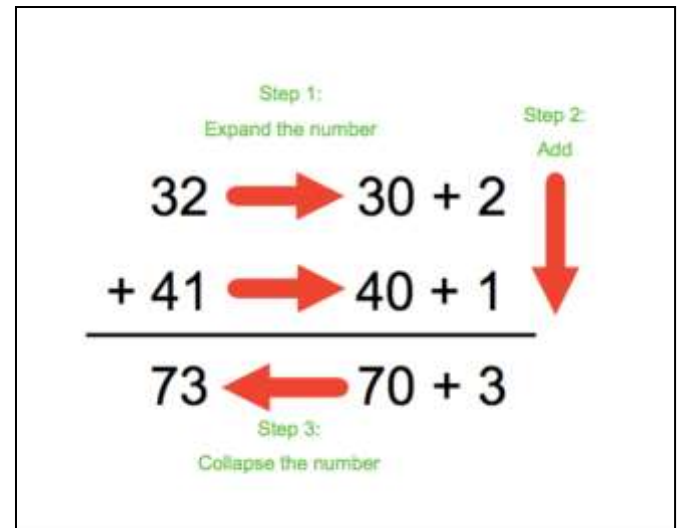 Step 1:
Expand the number
Step 2:
Add
32 30 + 2
+ 41 40 + 1
73 70 + 3
Step 3:
Collapse the number